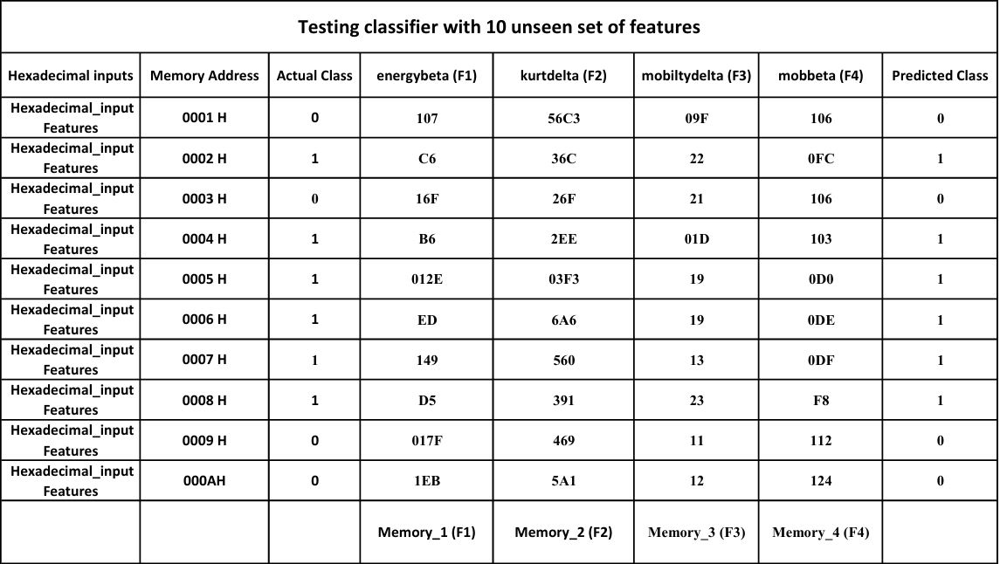 Testing classifier with 10 unseen set of features
Hexadecimal inputs Memory Address Actual Class energybeta (F1) kurtdelta (F2) mobiltydelta (F3) mobbeta (F4) Predicted Class
Hexadecimal_input
Features 0001 H 0 107 56C3 09F 106 0
Hexadecimal_input
Features 0002 H 1 C6 36C 22 0FC 1
Hexadecimal_input
Features 0003 H 0 16F 26F 21 106 0
Hexadecimal_input
Features 0004 H 1 B6 2EE 01D 103 1
Hexadecimal_input
Features 0005 H 1 012E 03F3 19 0D0 1
Hexadecimal_input
Features 0006 H 1 ED 6A6 19 0DE 1
Hexadecimal_input
Features 0007 H 1 149 560 13 0DF 1
Hexadecimal_input
Features 0008 H 1 D5 391 23 F8 1
Hexadecimal_input
Features 0009 H 0 017F 469 11 112 0
Hexadecimal_input
Features 000AH 0 1EB 5A1 12 124 0
Memory_1 (F1) Memory_2 (F2) Memory_3 (F3) Memory_4 (F4)